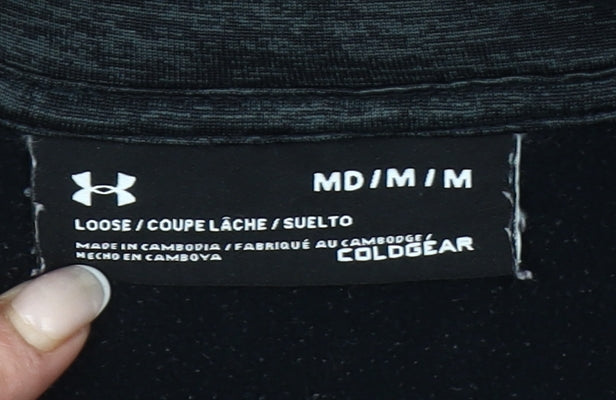 MD / M / M
LOOSE / COUPE LÂCHE / SUELTO
MADE IN CAMBODIA / FABRIQUÉ AU CAMBODGE /
HECHO EN CAMBOYA
COLDGEAR